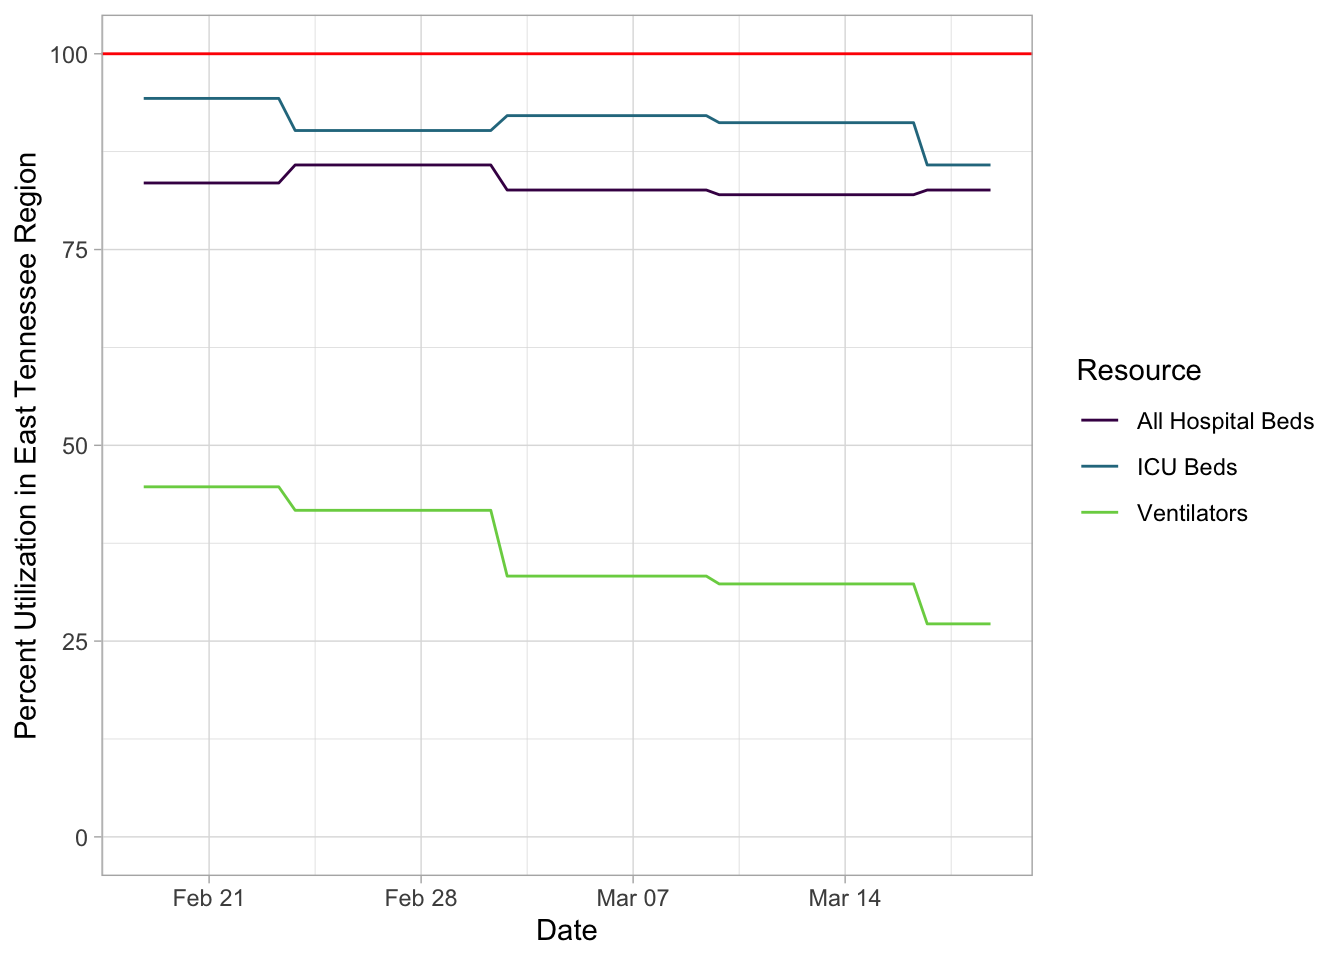 Percent Utilization in East Tennessee Region
100
75
50
25
0
Feb 21
Feb 28
Mar 07
Mar 14
Date
Resource
All Hospital Beds
ICU Beds
Ventilators